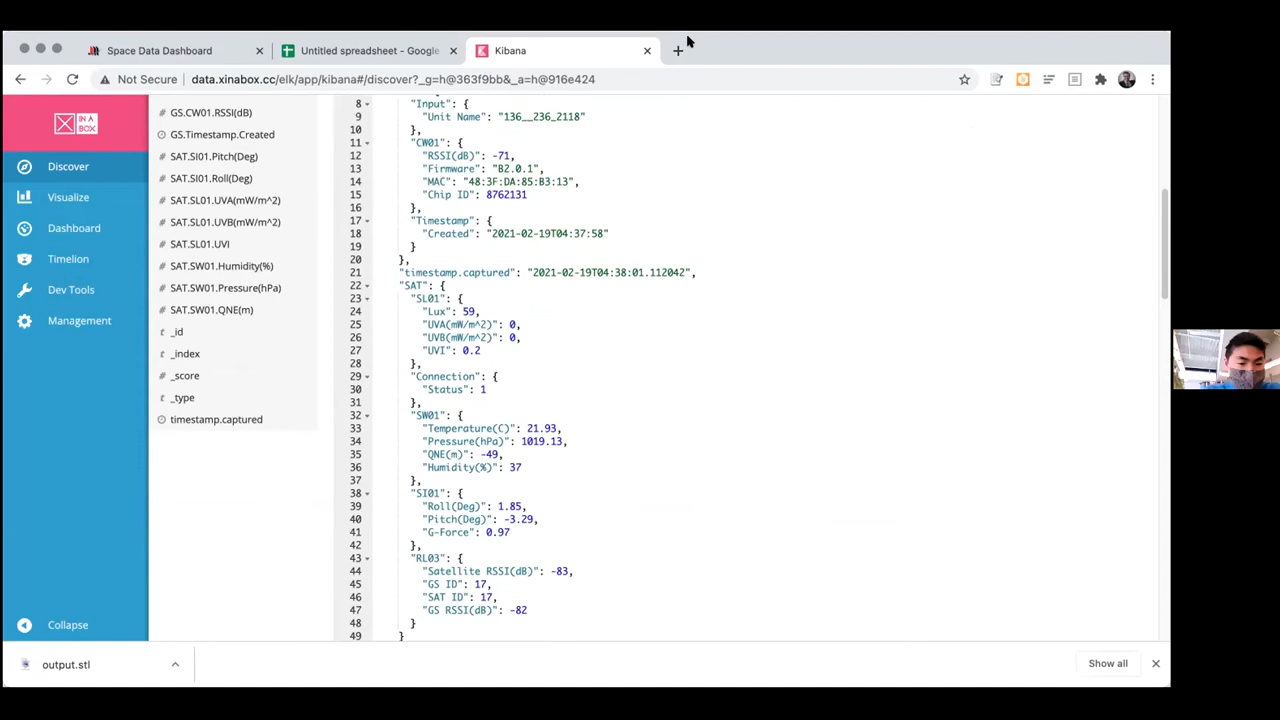 Space Data Dashboard
Untitled spreadsheet - Google
Kibana
Not Secure
data.xinabox.cc/elk/app/kibana#/discover?_g=h@363f9bb&_a=h@916e424
X IN A BOX
Discover
Visualize
Dashboard
Timelion
Dev Tools
Management
Collapse
# GS.CW01.RSSI(dB)
GS.Timestamp.Created
# SAT.SI01.Pitch(Deg)
# SAT.SI01.Roll(Deg)
# SAT.SL01.UVA(mW/m^2)
# SAT.SL01.UVB(mW/m^2)
# SAT.SL01.UVI
# SAT.SW01.Humidity(%)
# SAT.SW01.Pressure(hPa)
# SAT.SW01.QNE(m)
t _id
t _index
# _score
t _type
timestamp.captured
8 "Input": {
9 "Unit Name": "136__236_2118"
10 },
11 "CW01": {
12 "RSSI(dB)": -71,
13 "Firmware": "B2.0.1",
14 "MAC": "48:3F:DA:85:B3:13",
15 "Chip ID": 8762131
16 },
17 "Timestamp": {
18 "Created": "2021-02-19T04:37:58"
19 }
20 },
21 "timestamp.captured": "2021-02-19T04:38:01.112042",
22 "SAT": {
23 "SL01": {
24 "Lux": 59,
25 "UVA(mW/m^2)": 0,
26 "UVB(mW/m^2)": 0,
27 "UVI": 0.2
28 },
29 "Connection": {
30 "Status": 1
31 },
32 "SW01": {
33 "Temperature(C)": 21.93,
34 "Pressure(hPa)": 1019.13,
35 "QNE(m)": -49,
36 "Humidity(%)": 37
37 },
38 "SI01": {
39 "Roll(Deg)": 1.85,
40 "Pitch(Deg)": -3.29,
41 "G-Force": 0.97
42 },
43 "RL03": {
44 "Satellite RSSI(dB)": -83,
45 "GS ID": 17,
46 "SAT ID": 17,
47 "GS RSSI(dB)": -82
48 }
49 }
output.stl
Show all